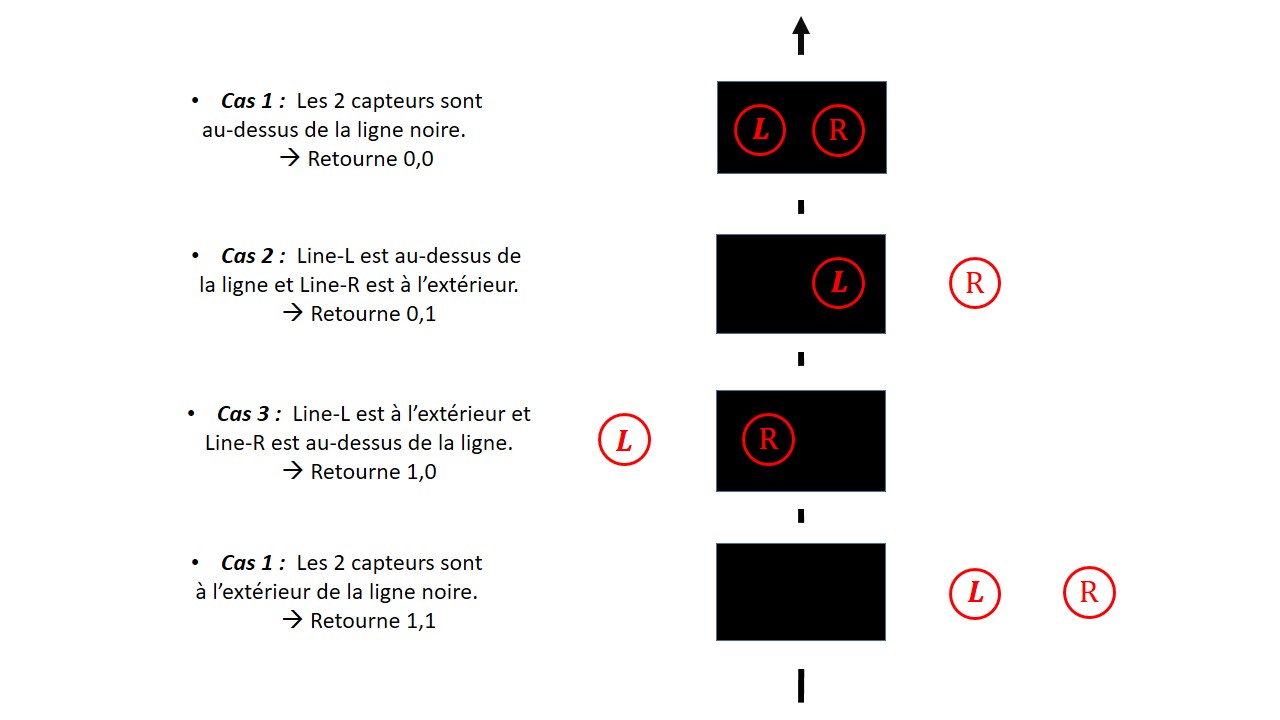 • Cas 1 : Les 2 capteurs sont
au-dessus de la ligne noire.
→ Retourne 0,0
L R
• Cas 2 : Line-L est au-dessus de
la ligne et Line-R est à l’extérieur.
→ Retourne 0,1
L R
• Cas 3 : Line-L est à l’extérieur et
Line-R est au-dessus de la ligne.
→ Retourne 1,0
L R
• Cas 1 : Les 2 capteurs sont
à l’extérieur de la ligne noire.
→ Retourne 1,1
L R